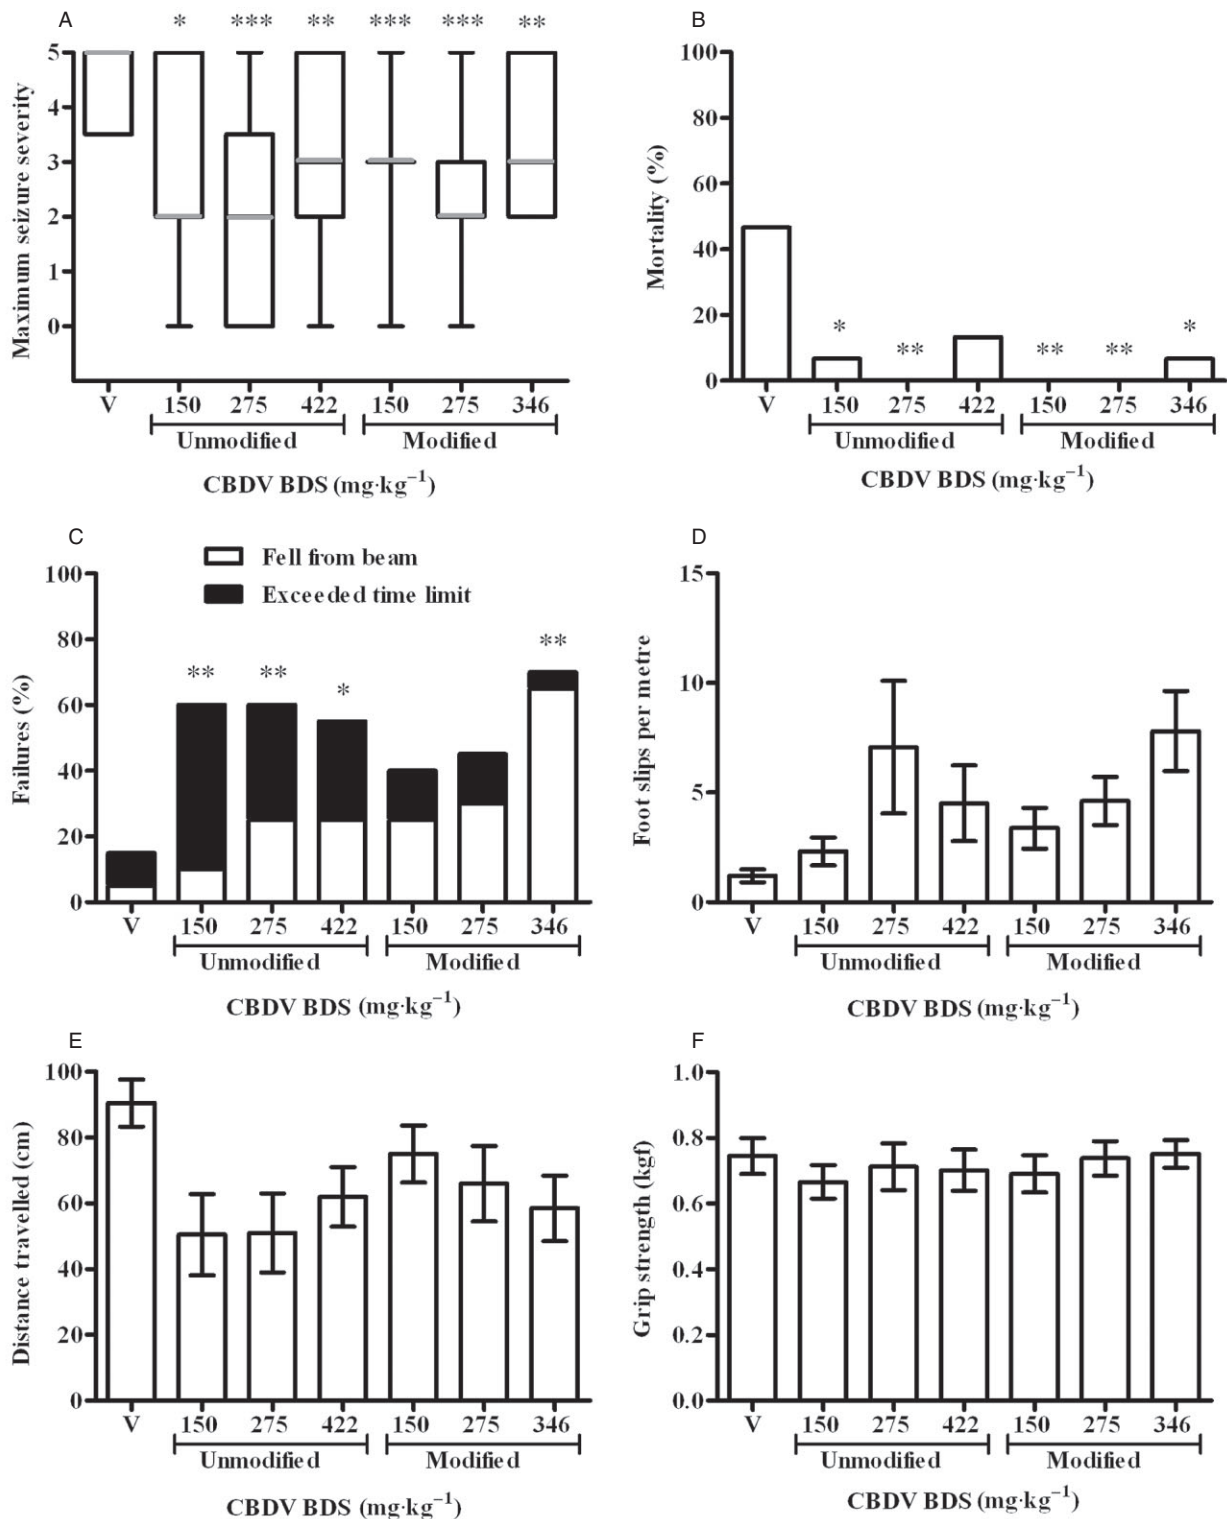 A
* *** ** *** *** **
Maximum seizure severity
5
4
3
2
1
0
V 150 275 422 150 275 346
Unmodified Modified
CBDV BDS (mg·kg⁻¹)
B
Mortality (%)
100
80
60
40
20
0
* ** ** ** *
V 150 275 422 150 275 346
Unmodified Modified
CBDV BDS (mg·kg⁻¹)
C
Fell from beam
Exceeded time limit
Failures (%)
100
80
60
40
20
0
** ** * **
V 150 275 422 150 275 346
Unmodified Modified
CBDV BDS (mg·kg⁻¹)
D
Foot slips per metre
15
10
5
0
V 150 275 422 150 275 346
Unmodified Modified
CBDV BDS (mg·kg⁻¹)
E
Distance travelled (cm)
100
80
60
40
20
0
V 150 275 422 150 275 346
Unmodified Modified
CBDV BDS (mg·kg⁻¹)
F
Grip strength (kgf)
1.0
0.8
0.6
0.4
0.2
0.0
V 150 275 422 150 275 346
Unmodified Modified
CBDV BDS (mg·kg⁻¹)